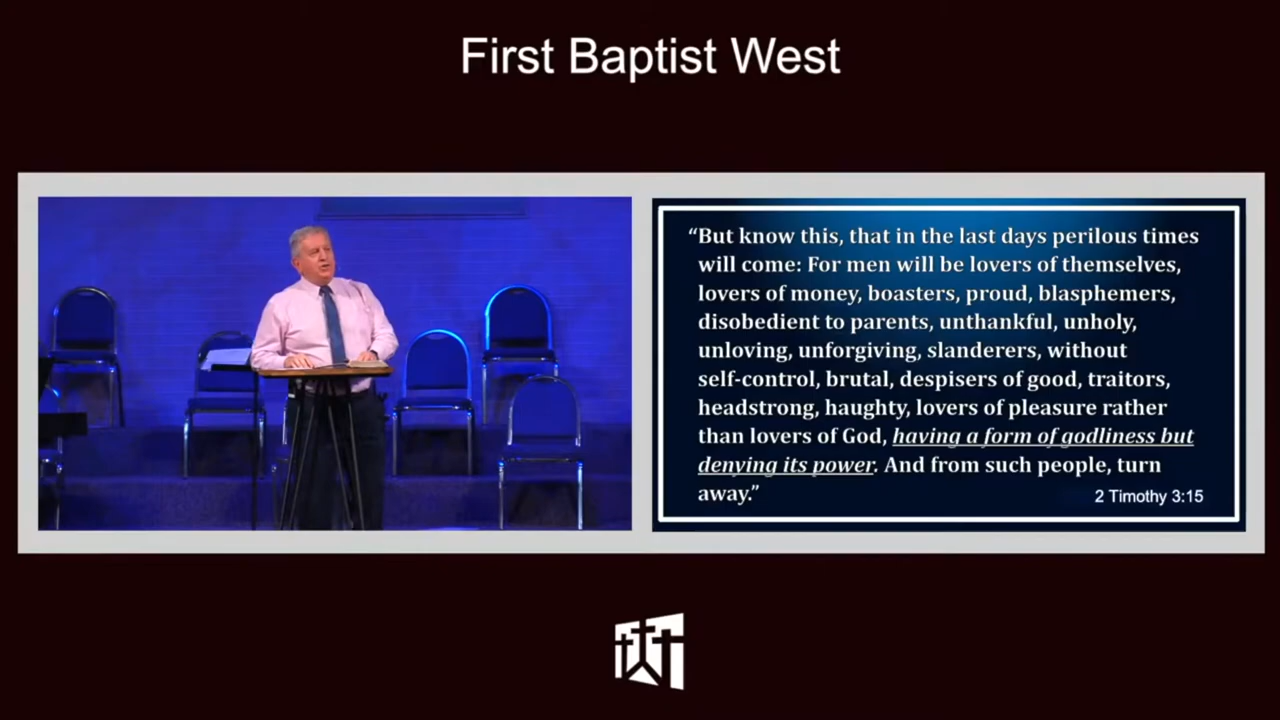 First Baptist West
“But know this, that in the last days perilous times
will come: For men will be lovers of themselves,
lovers of money, boasters, proud, blasphemers,
disobedient to parents, unthankful, unholy,
unloving, unforgiving, slanderers, without
self-control, brutal, despisers of good, traitors,
headstrong, haughty, lovers of pleasure rather
than lovers of God, having a form of godliness but
denying its power. And from such people, turn
away.”
2 Timothy 3:15